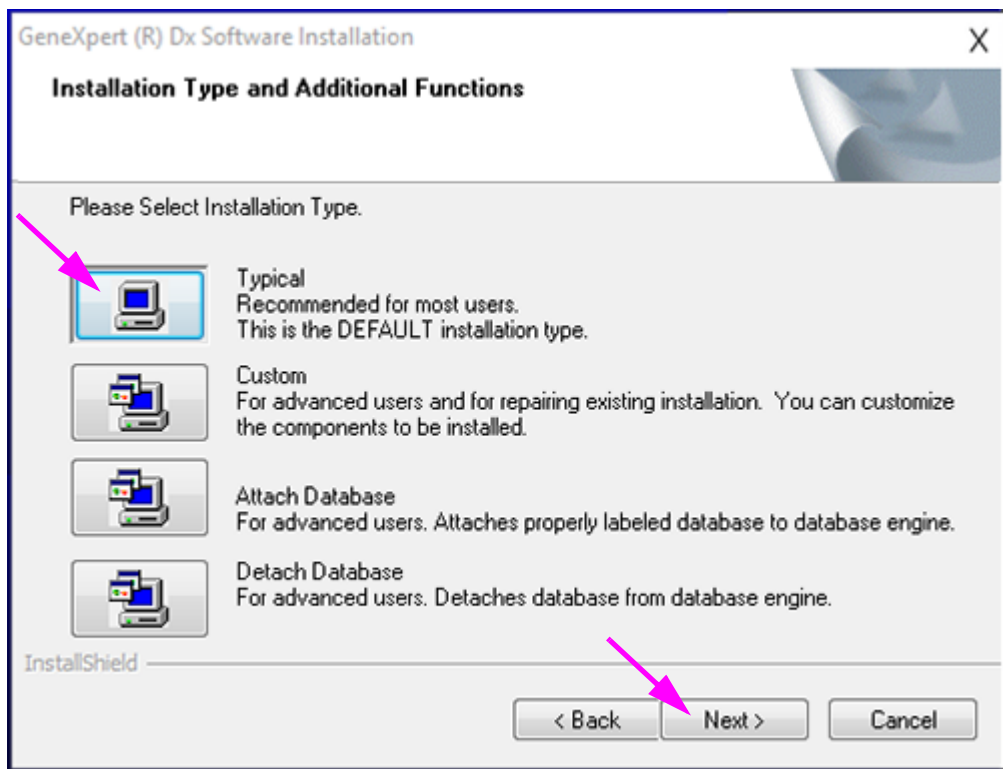 GeneXpert (R) Dx Software Installation
X
Installation Type and Additional Functions
Please Select Installation Type.
Typical
Recommended for most users.
This is the DEFAULT installation type.
Custom
For advanced users and for repairing existing installation.  You can customize
the components to be installed.
Attach Database
For advanced users. Attaches properly labeled database to database engine.
Detach Database
For advanced users. Detaches database from database engine.
InstallShield
< Back Next > Cancel